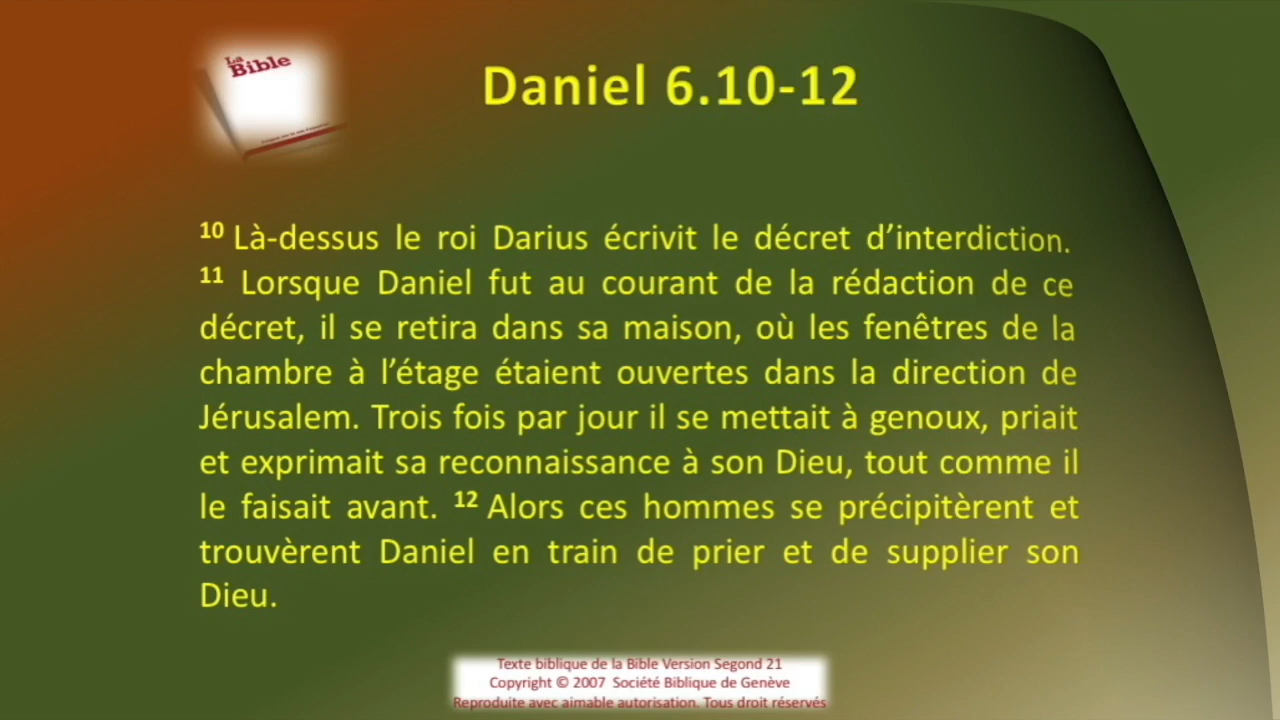 La
Bible
Daniel 6.10-12
10 Là-dessus le roi Darius écrivit le décret d’interdiction.
11 Lorsque Daniel fut au courant de la rédaction de ce
décret, il se retira dans sa maison, où les fenêtres de la
chambre à l’étage étaient ouvertes dans la direction de
Jérusalem. Trois fois par jour il se mettait à genoux, priait
et exprimait sa reconnaissance à son Dieu, tout comme il
le faisait avant. 12 Alors ces hommes se précipitèrent et
trouvèrent Daniel en train de prier et de supplier son
Dieu.
Texte biblique de la Bible Version Segond 21
Copyright © 2007 Société Biblique de Genève
Reproduite avec aimable autorisation. Tous droit réservés